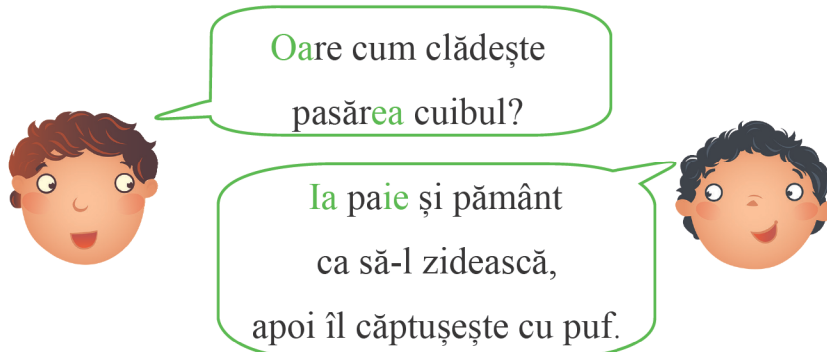 Oare cum clădește
pasărea cuibul?
Ia paie și pământ
ca să-l zidească,
apoi îl căptușește cu puf.